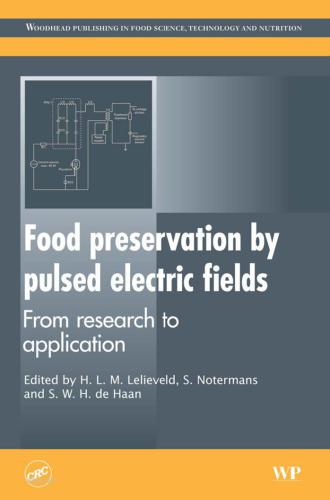 WOODHEAD PUBLISHING IN FOOD SCIENCE, TECHNOLOGY AND NUTRITION
Food preservation by
pulsed electric fields
From research to
application
Edited by H. L. M. Lelieveld, S. Notermans
and S. W. H. de Haan
CRC
WP